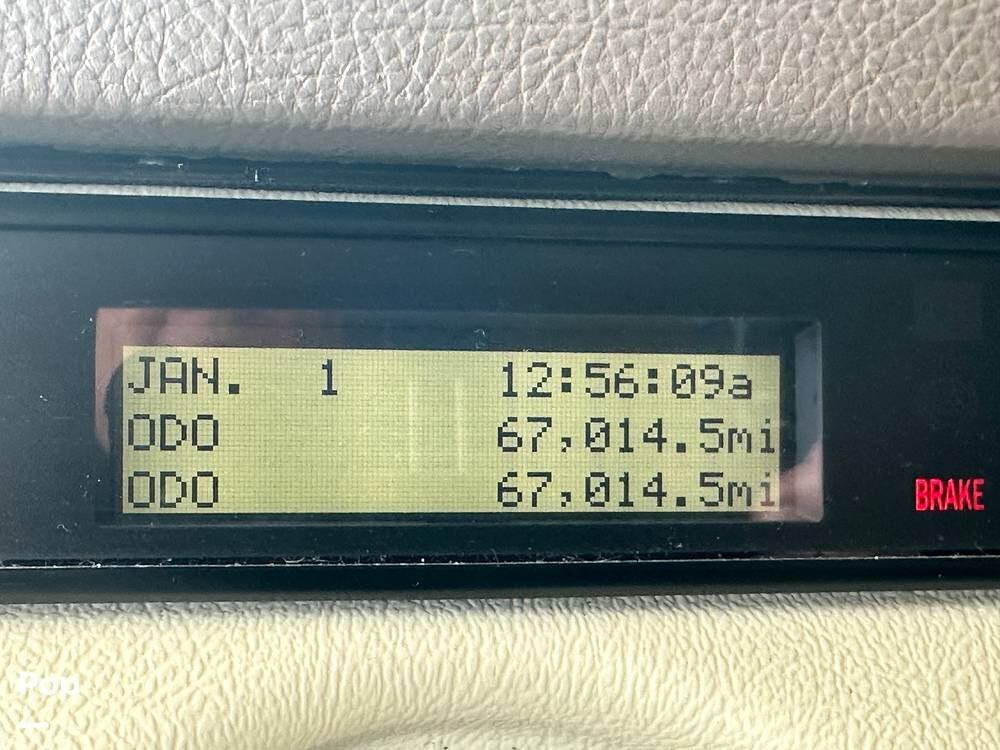 JAN. 1 12:56:09a
ODO 67,014.5mi
ODO 67,014.5mi
BRAKE
Pop